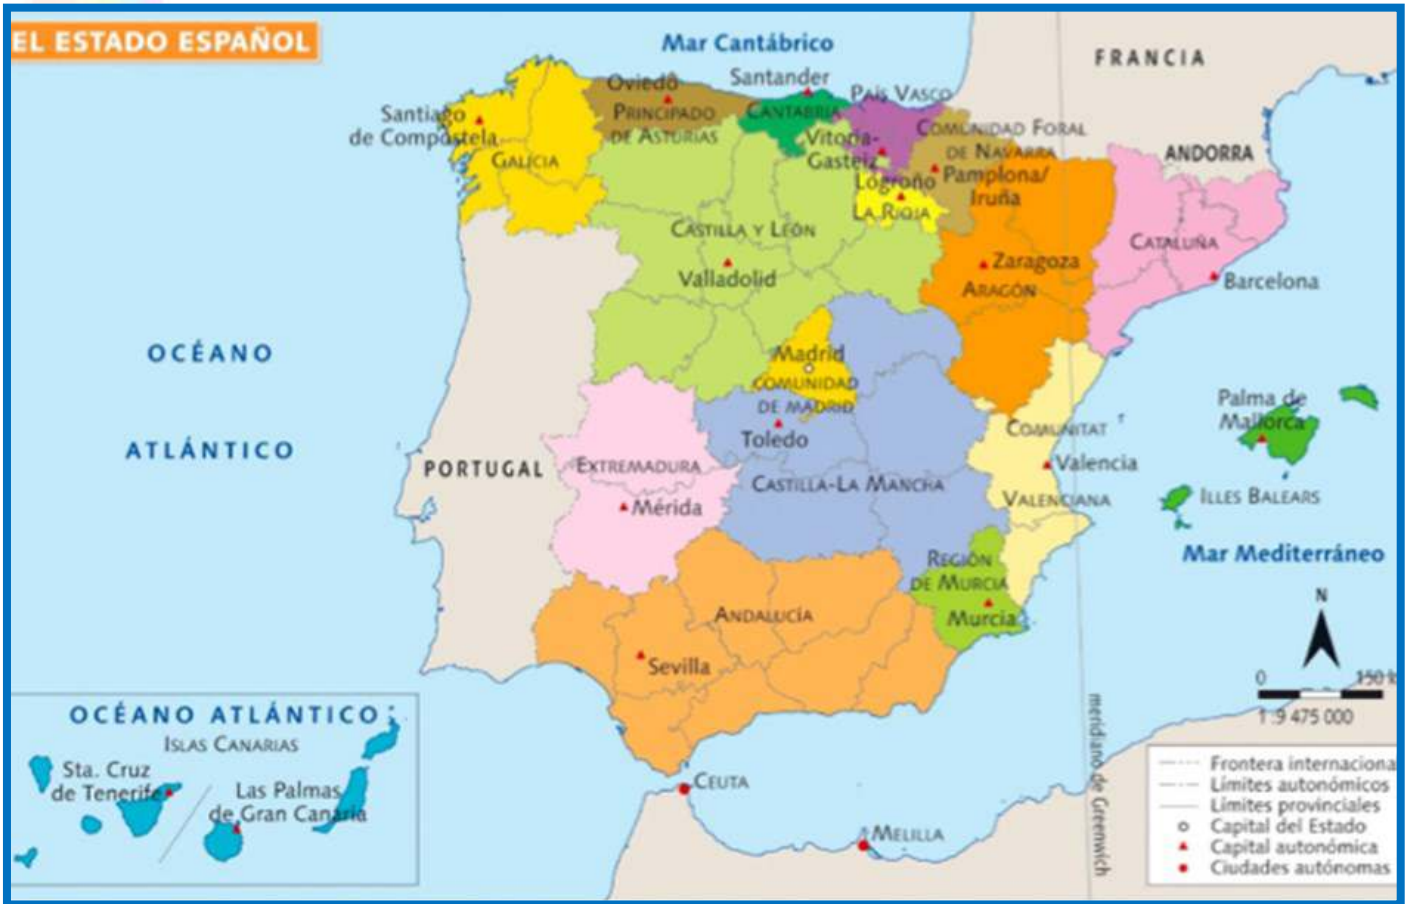 EL ESTADO ESPAÑOL
Mar Cantábrico
FRANCIA
Oviedo
Santander
PAÍS VASCO
Santiago
de Compostela
PRINCIPADO
DE ASTURIAS
CANTABRIA
Vitoria-
Gasteiz
COMUNIDAD FORAL
DE NAVARRA
ANDORRA
GALICIA
Logroño
LA RIOJA
Pamplona/
Iruña
CASTILLA Y LEÓN
Valladolid
Zaragoza
ARAGÓN
CATALUÑA
Barcelona
OCÉANO
ATLÁNTICO
Madrid
COMUNIDAD
DE MADRID
Toledo
Palma de
Mallorca
COMUNITAT
VALENCIANA
Valencia
PORTUGAL
EXTREMADURA
Mérida
CASTILLA-LA MANCHA
ILLES BALEARS
Mar Mediterráneo
REGIÓN
DE MURCIA
Murcia
ANDALUCÍA
Sevilla
N
0 150 k
1:9 475 000
meridiano de Greenwich
OCÉANO ATLÁNTICO
ISLAS CANARIAS
Sta. Cruz
de Tenerife
Las Palmas
de Gran Canaria
CEUTA
MELILLA
Frontera internaciona
Límites autonómicos
Límites provinciales
Capital del Estado
Capital autonómica
Ciudades autónomas